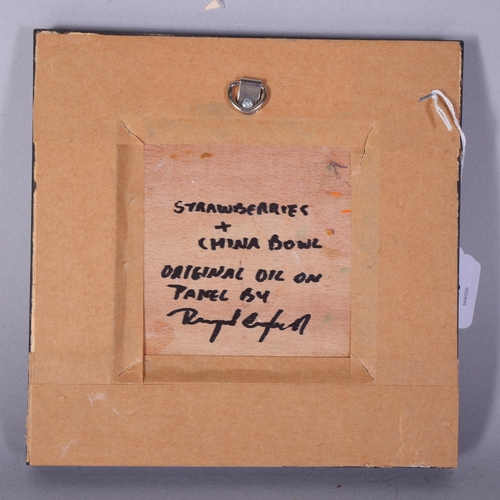 STRAWBERRIES
+
CHINA BOWL
ORIGINAL OIL ON
PANEL BY